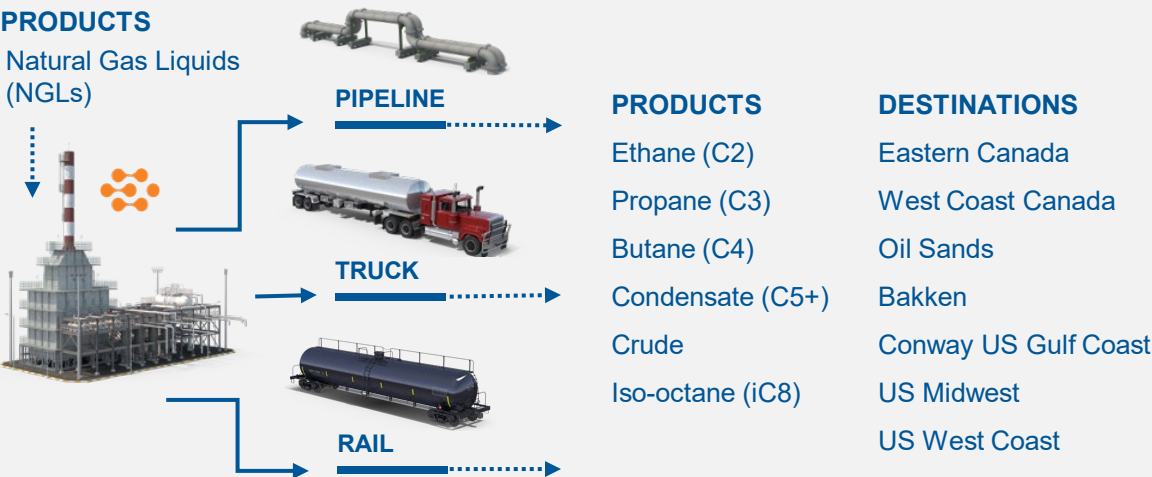 PRODUCTS
Natural Gas Liquids
(NGLs)
PIPELINE
TRUCK
RAIL
PRODUCTS
Ethane (C2)
Propane (C3)
Butane (C4)
Condensate (C5+)
Crude
Iso-octane (iC8)
DESTINATIONS
Eastern Canada
West Coast Canada
Oil Sands
Bakken
Conway US Gulf Coast
US Midwest
US West Coast